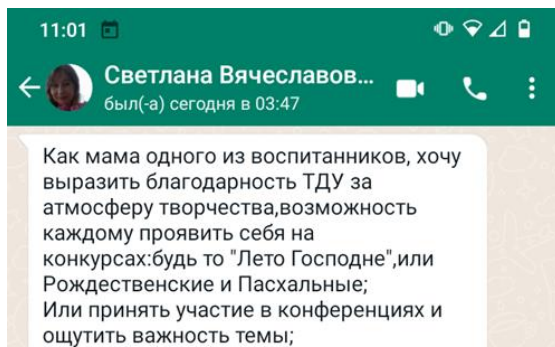 11:01
Светлана Вячеславов...
был(-а) сегодня в 03:47
Как мама одного из воспитанников, хочу
выразить благодарность ТДУ за
атмосферу творчества,возможность
каждому проявить себя на
конкурсах:будь то "Лето Господне",или
Рождественские и Пасхальные;
Или принять участие в конференциях и
ощутить важность темы;